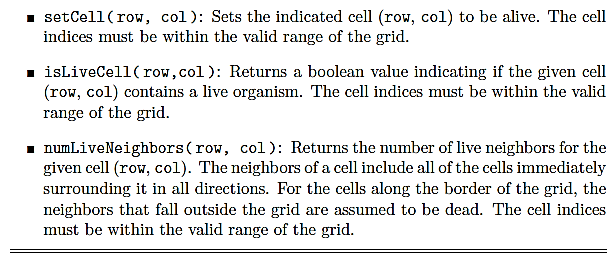 ■ setCell(row, col): Sets the indicated cell (row, col) to be alive. The cell
indices must be within the valid range of the grid.
■ isLiveCell(row,col): Returns a boolean value indicating if the given cell
(row, col) contains a live organism. The cell indices must be within the valid
range of the grid.
■ numLiveNeighbors(row, col): Returns the number of live neighbors for the
given cell (row, col). The neighbors of a cell include all of the cells immediately
surrounding it in all directions. For the cells along the border of the grid, the
neighbors that fall outside the grid are assumed to be dead. The cell indices
must be within the valid range of the grid.